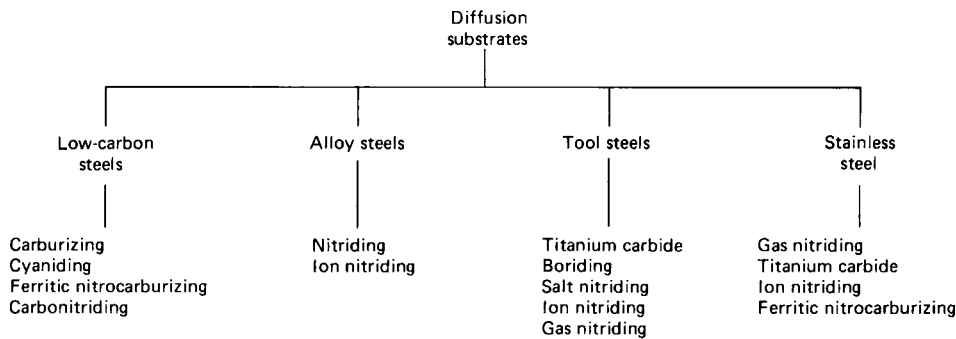 Diffusion
substrates
Low-carbon
steels
Alloy steels
Tool steels
Stainless
steel
Carburizing
Cyaniding
Ferritic nitrocarburizing
Carbonitriding
Nitriding
Ion nitriding
Titanium carbide
Boriding
Salt nitriding
Ion nitriding
Gas nitriding
Gas nitriding
Titanium carbide
Ion nitriding
Ferritic nitrocarburizing